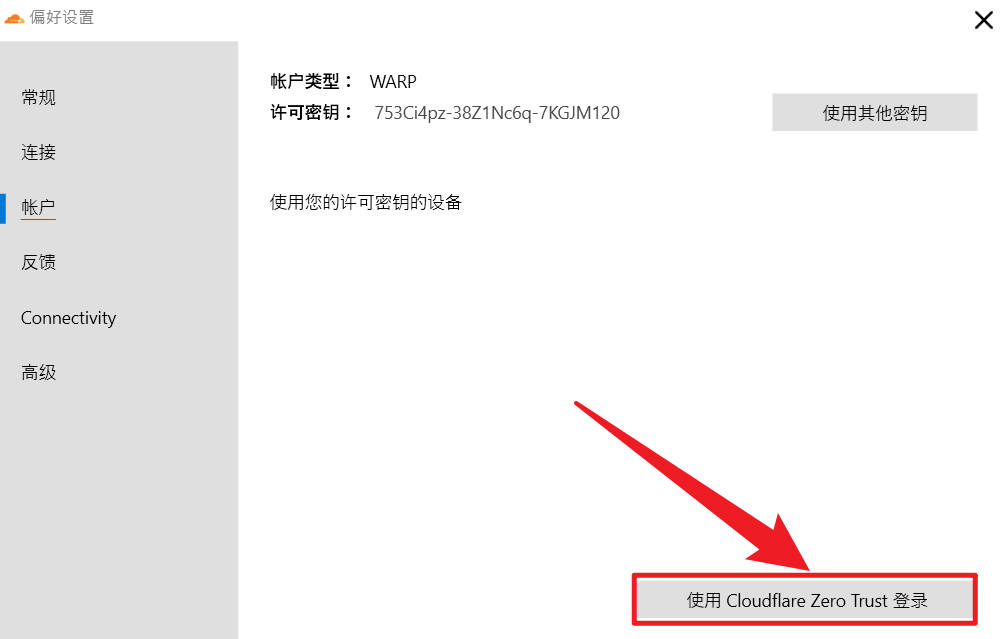 偏好设置
常规
连接
帐户
反馈
Connectivity
高级
帐户类型： WARP
许可密钥： 753Ci4pz-38Z1Nc6q-7KGJM120
使用其他密钥
使用您的许可密钥的设备
使用 Cloudflare Zero Trust 登录